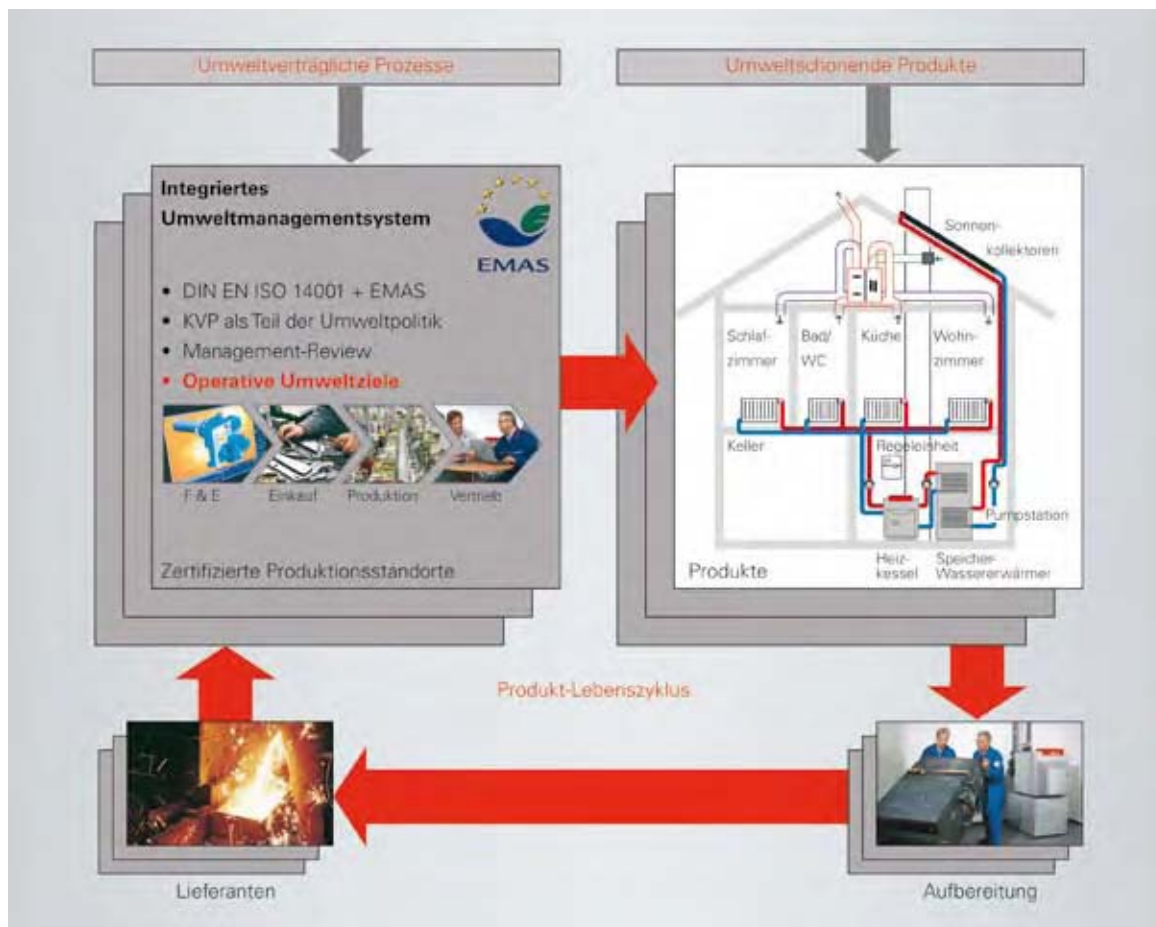 Umweltverträgliche Prozesse
Umweltschonende Produkte
Integriertes
Umweltmanagementsystem
EMAS
• DIN EN ISO 14001 + EMAS
• KVP als Teil der Umweltpolitik
• Management-Review
• Operative Umweltziele
F & E
Einkauf
Produktion
Vertrieb
Zertifizierte Produktionsstandorte
Sonnen-
kollektoren
Schlaf-
zimmer
Bad/
WC
Küche
Wohn-
zimmer
Keller
Regeleinheit
Pumpstation
Heiz-
kessel
Speicher-
Wassererwärmer
Produkte
Produkt-Lebenszyklus
Lieferanten
Aufbereitung